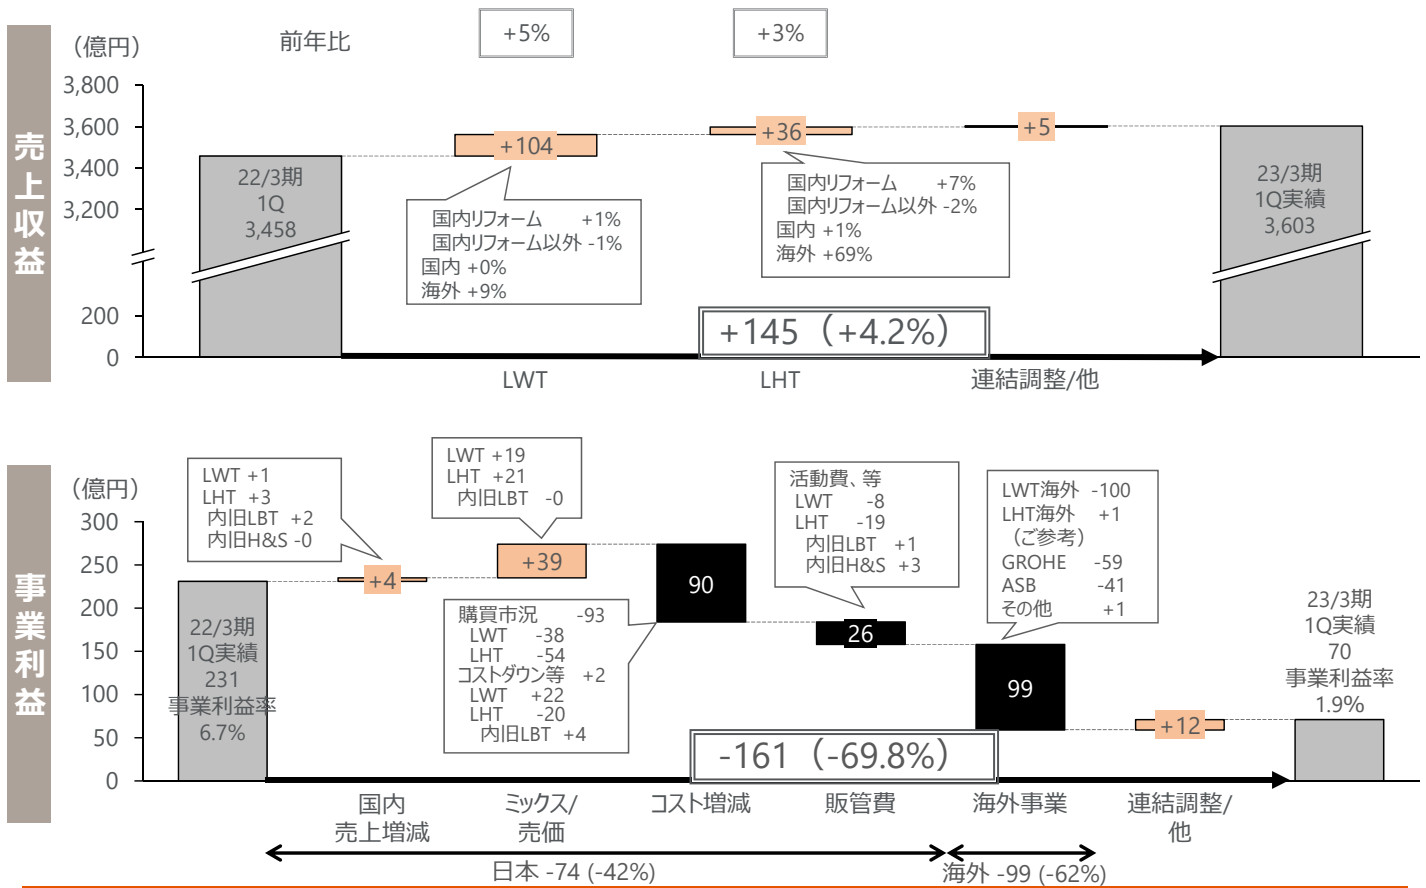 売上収益
（億円）
前年比
+5%
+3%
3,800
3,600
3,400
3,200
200
0
22/3期
1Q
3,458
+104
+36
+5
23/3期
1Q実績
3,603
国内リフォーム +1%
国内リフォーム以外 -1%
国内 +0%
海外 +9%
国内リフォーム +7%
国内リフォーム以外 -2%
国内 +1%
海外 +69%
+145（+4.2%）
LWT
LHT
連結調整/他
事業利益
（億円）
300
250
200
150
100
50
0
22/3期
1Q実績
231
事業利益率
6.7%
LWT +1
LHT +3
内旧LBT +2
内旧H&S -0
+4
LWT +19
LHT +21
内旧LBT -0
+39
購買市況 -93
LWT -38
LHT -54
コストダウン等 +2
LWT +22
LHT -20
内旧LBT +4
90
活動費、等
LWT -8
LHT -19
内旧LBT +1
内旧H&S +3
26
LWT海外 -100
LHT海外 +1
（ご参考）
GROHE -59
ASB -41
その他 +1
99
+12
23/3期
1Q実績
70
事業利益率
1.9%
-161（-69.8%）
国内
売上増減
ミックス/
売価
コスト増減
販管費
海外事業
連結調整/
他
日本 -74 (-42%)
海外 -99 (-62%)